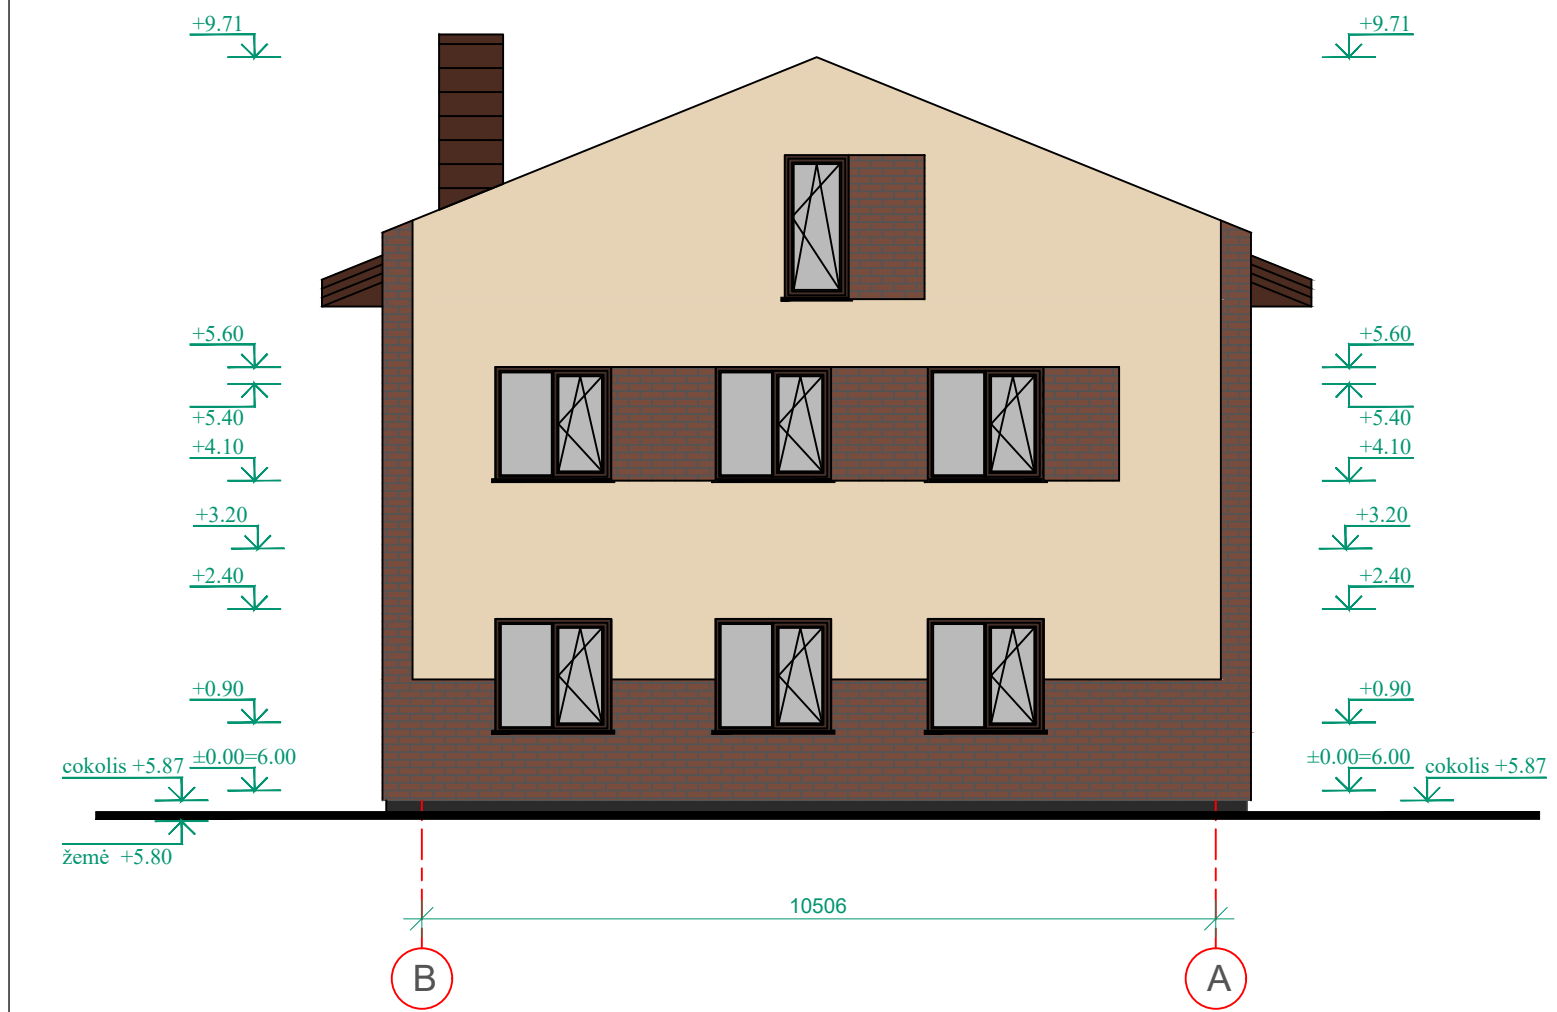 +9.71 +9.71
+5.60 +5.60
+5.40 +5.40
+4.10 +4.10
+3.20 +3.20
+2.40 +2.40
+0.90 +0.90
cokolis +5.87 ±0.00=6.00 ±0.00=6.00 cokolis +5.87
žemė +5.80
10506
B A